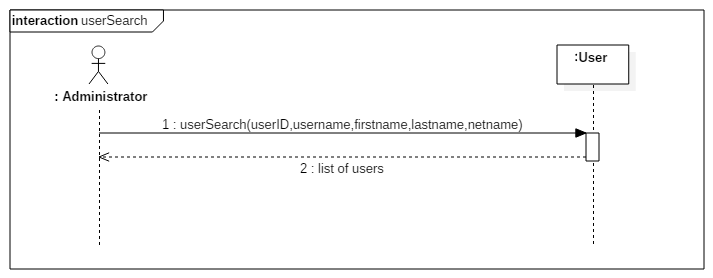 interaction userSearch
:User
: Administrator
1 : userSearch(userID,username,firstname,lastname,netname)
2 : list of users